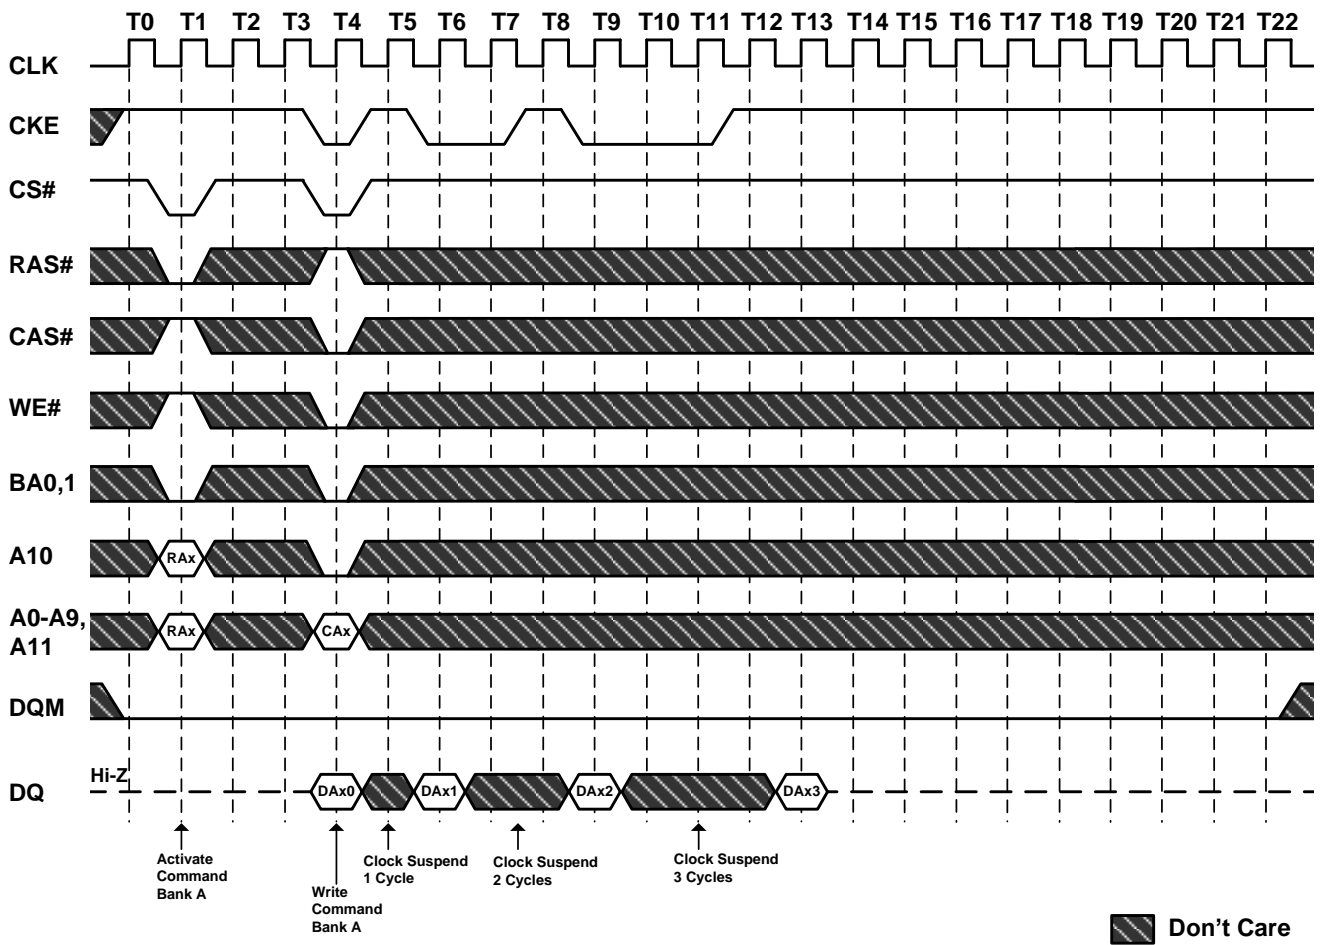 T0 T1 T2 T3 T4 T5 T6 T7 T8 T9 T10 T11 T12 T13 T14 T15 T16 T17 T18 T19 T20 T21 T22
CLK
CKE
CS#
RAS#
CAS#
WE#
BA0,1
A10
RAx
A0-A9,
A11
RAx CAx
DQM
Hi-Z
DQ
DAx0 DAx1 DAx2 DAx3
Activate
Command
Bank A
Write
Command
Bank A
Clock Suspend
1 Cycle
Clock Suspend
2 Cycles
Clock Suspend
3 Cycles
Don't Care